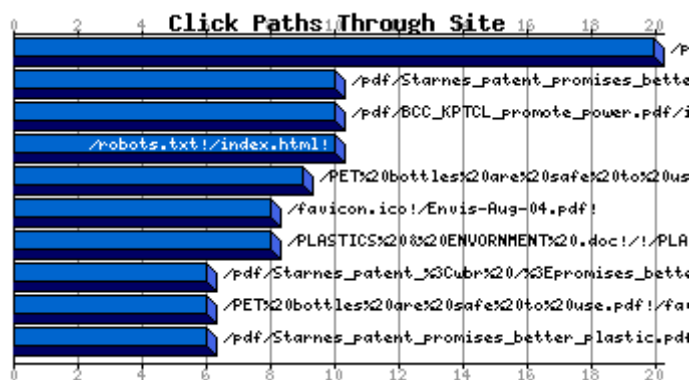 Click Paths Through Site
0 2 4 6 8 10 12 14 16 18 20
/p
/pdf/Starnes_patent_promises_bette
/pdf/BCC_KPTCL_promote_power.pdf/i
/robots.txt!/index.html!
/PET%20bottles%20are%20safe%20to%20us
/favicon.ico!/Envis-Aug-04.pdf!
/PLASTICS%20&%20ENVORNMENT%20.doc!/!/PLA
/pdf/Starnes_patent_%3Cubr%20/%3Epromises_bette
/PET%20bottles%20are%20safe%20to%20use.pdf!/fav
/pdf/Starnes_patent_promises_better_plastic.pdf
0 2 4 6 8 10 12 14 16 18 20